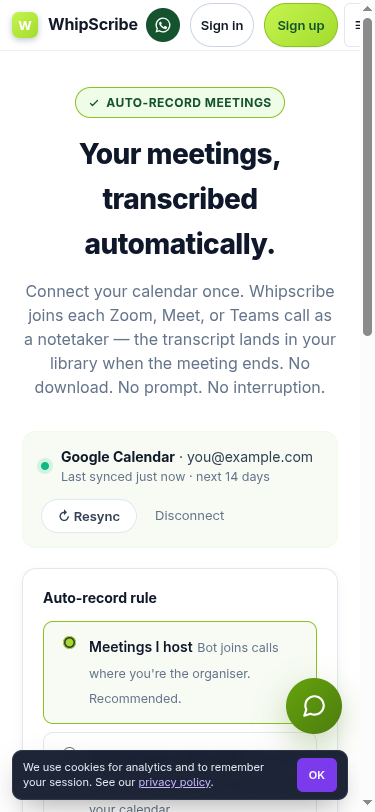 W WhipScribe Sign in Sign up
AUTO-RECORD MEETINGS
Your meetings,
transcribed
automatically.
Connect your calendar once. Whipscribe
joins each Zoom, Meet, or Teams call as
a notetaker — the transcript lands in your
library when the meeting ends. No
download. No prompt. No interruption.
Google Calendar · you@example.com
Last synced just now · next 14 days
↻ Resync Disconnect
Auto-record rule
Meetings I host Bot joins calls
where you're the organiser.
Recommended.
We use cookies for analytics and to remember
your session. See our privacy policy.
OK
your calendar.